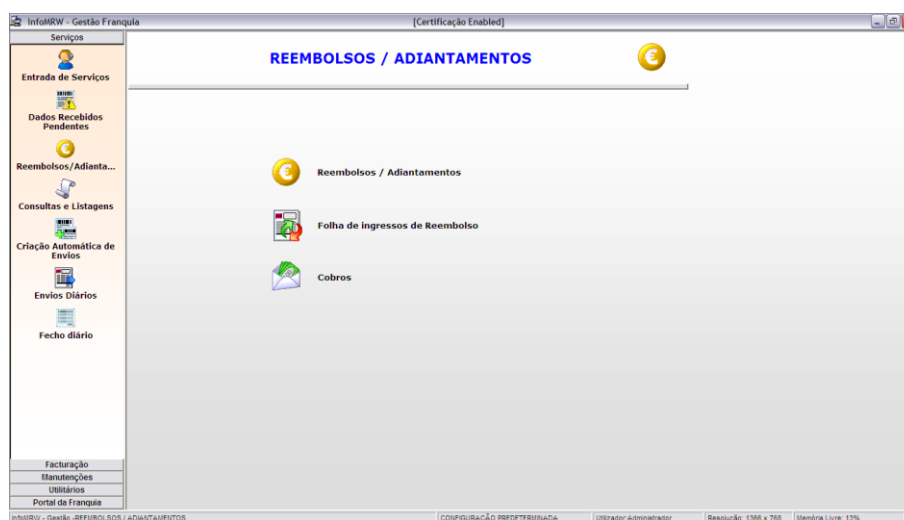 InfoMRW - Gestão Franquia
[Certificação Enabled]
Serviços
Entrada de Serviços
Dados Recebidos
Pendentes
Reembolsos/Adianta...
Consultas e Listagens
Criação Automática de
Envios
Envios Diários
Fecho diário
Facturação
Manutenções
Utilitários
Portal da Franquia
REEMBOLSOS / ADIANTAMENTOS
Reembolsos / Adiantamentos
Folha de ingressos de Reembolso
Cobros
InfoMRW - Gestão -REEMBOLSOS / ADIANTAMENTOS
CONFIGURAÇÃO PREDETERMINADA
Utilizador:Administrador
Resolução: 1366 x 768
Memória Livre: 13%